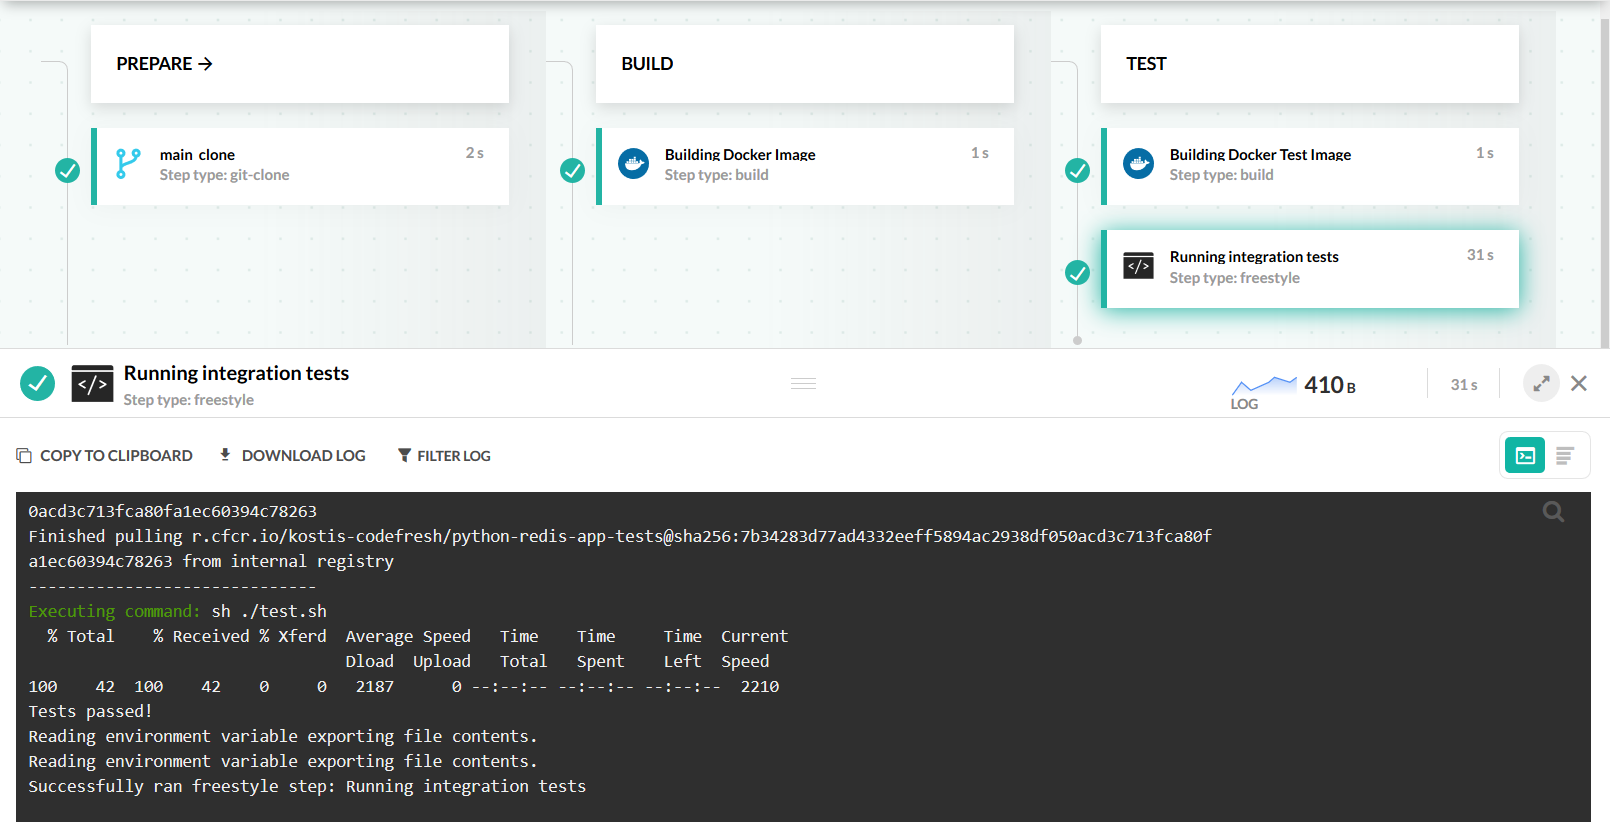 PREPARE →
BUILD
TEST
main clone
2 s
Step type: git-clone
Building Docker Image
1 s
Step type: build
Building Docker Test Image
1 s
Step type: build
Running integration tests
31 s
Step type: freestyle
Running integration tests
Step type: freestyle
LOG
410 B
31 s
COPY TO CLIPBOARD
DOWNLOAD LOG
FILTER LOG
0acd3c713fca80fa1ec60394c78263
Finished pulling r.cfcr.io/kostis-codefresh/python-redis-app-tests@sha256:7b34283d77ad4332eeff5894ac2938df050acd3c713fca80f
a1ec60394c78263 from internal registry
------------------------------
Executing command: sh ./test.sh
  % Total    % Received % Xferd  Average Speed   Time    Time     Time  Current
                                 Dload  Upload   Total   Spent    Left  Speed
100    42  100    42    0     0   2187      0 --:--:-- --:--:-- --:--:--  2210
Tests passed!
Reading environment variable exporting file contents.
Reading environment variable exporting file contents.
Successfully ran freestyle step: Running integration tests